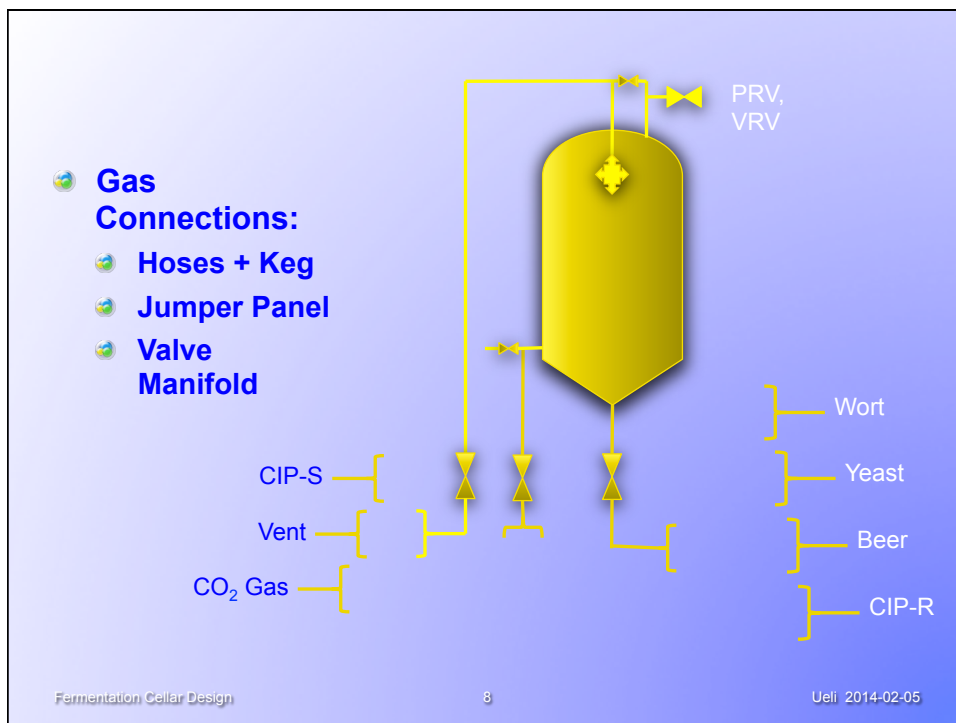 PRV,
VRV
Gas
Connections:
Hoses + Keg
Jumper Panel
Valve
Manifold
Wort
CIP-S
Yeast
Vent
Beer
CO₂ Gas
CIP-R
Fermentation Cellar Design
8
Ueli 2014-02-05